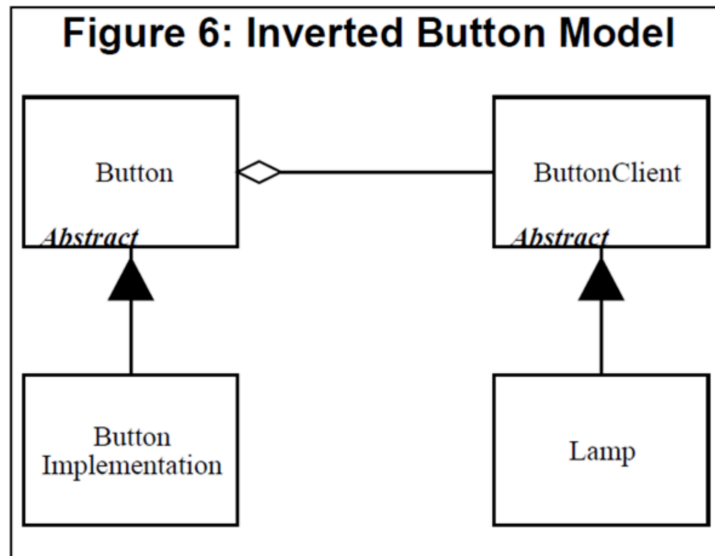 Figure 6: Inverted Button Model
Button
ButtonClient
Abstract
Abstract
Button
Implementation
Lamp